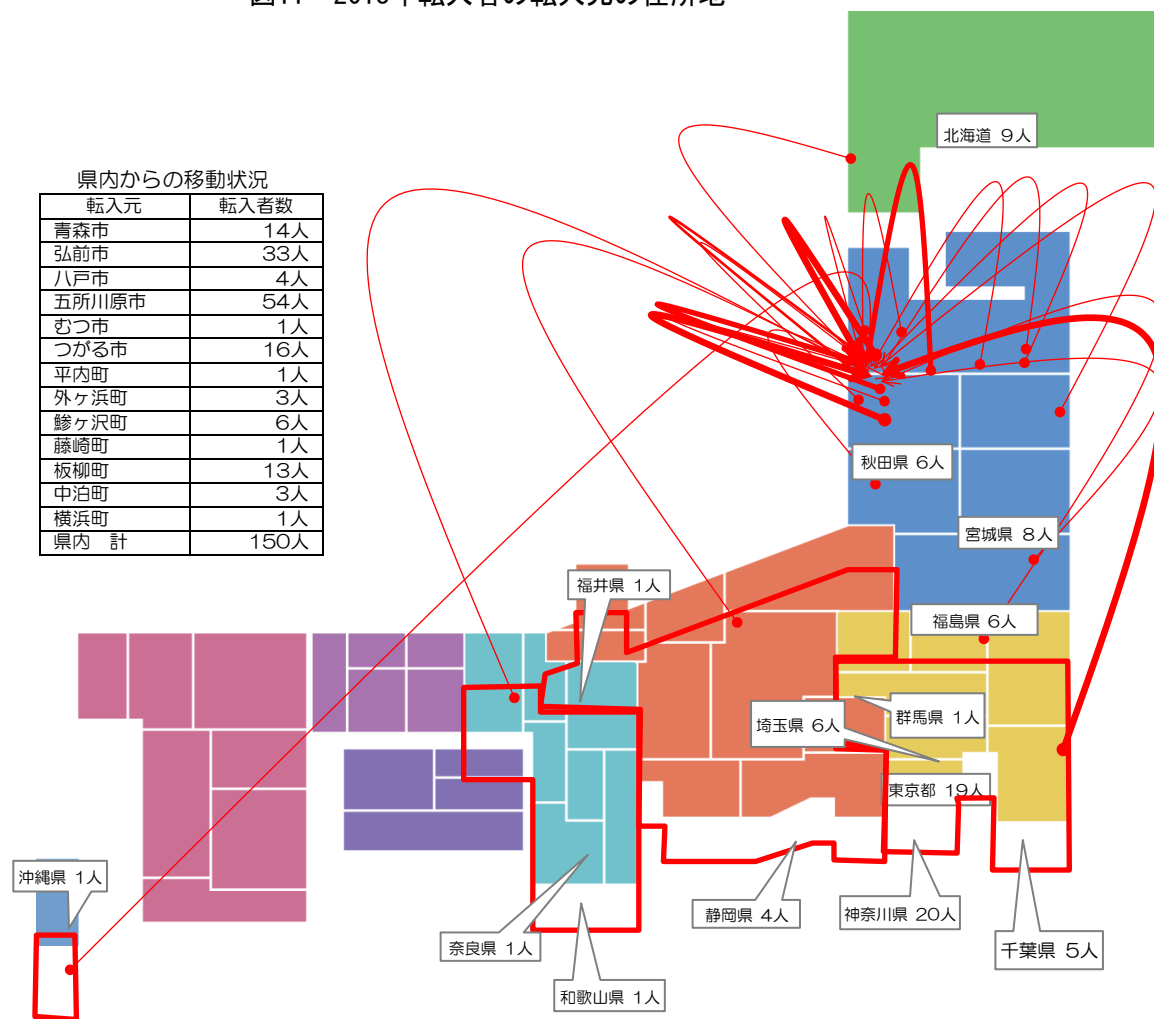 県内からの移動状況
転入元 転入者数
青森市 14人
弘前市 33人
八戸市 4人
五所川原市 54人
むつ市 1人
つがる市 16人
平内町 1人
外ヶ浜町 3人
鰺ヶ沢町 6人
藤崎町 1人
板柳町 13人
中泊町 3人
横浜町 1人
県内 計 150人
北海道 9人
秋田県 6人
宮城県 8人
福井県 1人
福島県 6人
群馬県 1人
埼玉県 6人
東京都 19人
沖縄県 1人
静岡県 4人
神奈川県 20人
奈良県 1人
千葉県 5人
和歌山県 1人